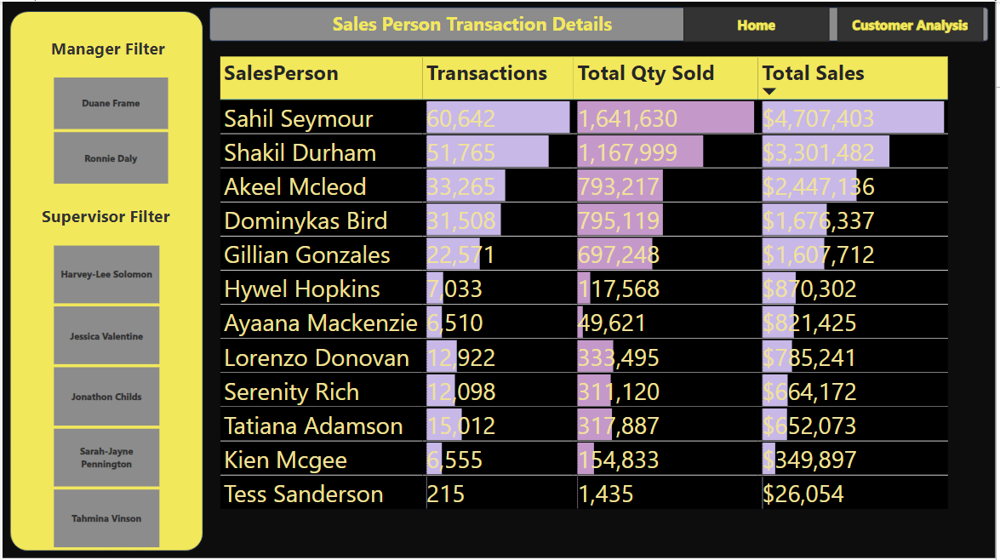 Manager Filter
Duane Frame
Ronnie Daly
Supervisor Filter
Harvey-Lee Solomon
Jessica Valentine
Jonathon Childs
Sarah-Jayne
Pennington
Tahmina Vinson
Sales Person Transaction Details Home Customer Analysis
SalesPerson Transactions Total Qty Sold Total Sales
Sahil Seymour 60,642 1,641,630 $4,707,403
Shakil Durham 51,765 1,167,999 $3,301,482
Akeel Mcleod 33,265 793,217 $2,447,136
Dominykas Bird 31,508 795,119 $1,676,337
Gillian Gonzales 22,571 697,248 $1,607,712
Hywel Hopkins 7,033 117,568 $870,302
Ayaana Mackenzie 6,510 49,621 $821,425
Lorenzo Donovan 12,922 333,495 $785,241
Serenity Rich 12,098 311,120 $664,172
Tatiana Adamson 15,012 317,887 $652,073
Kien Mcgee 6,555 154,833 $349,897
Tess Sanderson 215 1,435 $26,054